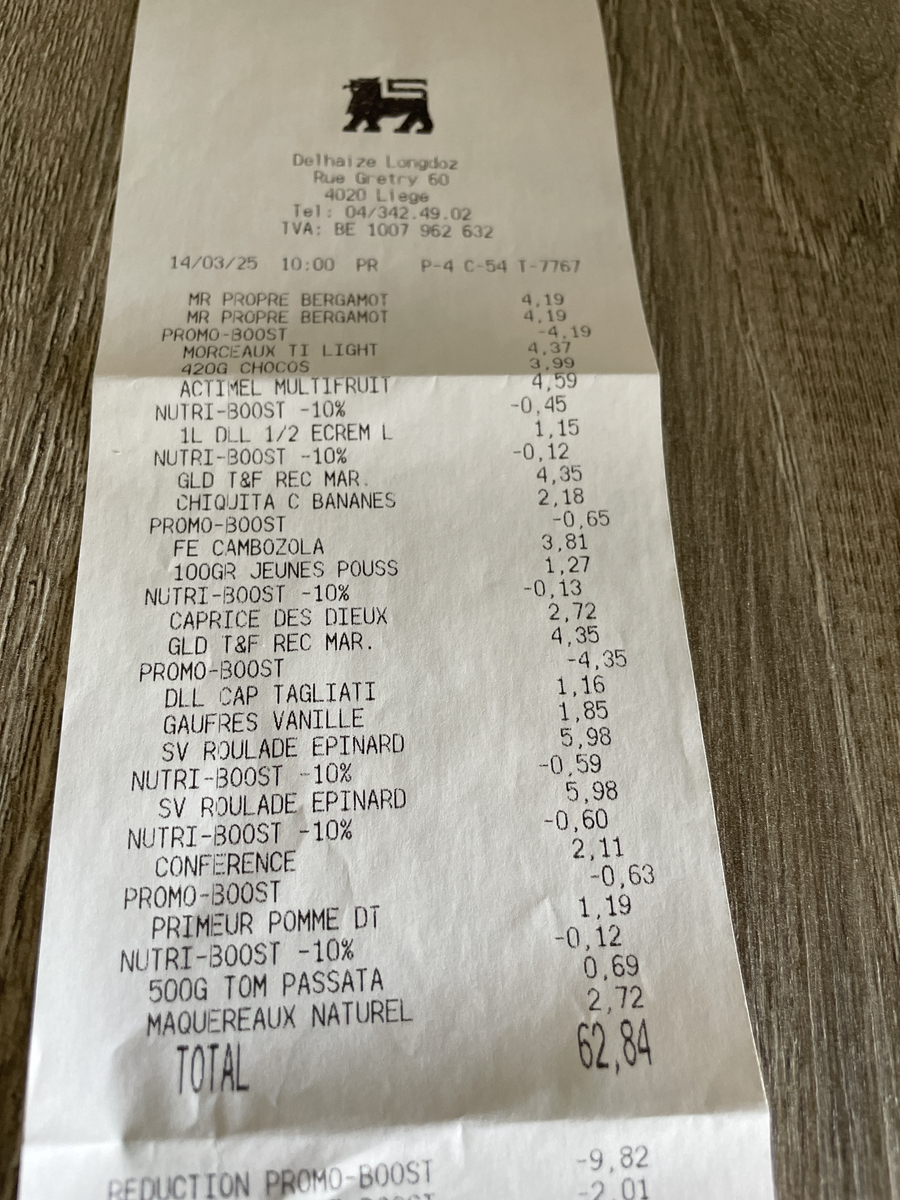 Delhaize Longdoz
Rue Gretry 60
4020 Liege
Tel: 04/342.49.02
TVA: BE 1007 962 632
14/03/25 10:00 PR P-4 C-54 T-7767
MR PROPRE BERGAMOT 4,19
MR PROPRE BERGAMOT 4,19
PROMO-BOOST -4,19
MORCEAUX TI LIGHT 4,37
420G CHOCOS 3,99
ACTIMEL MULTIFRUIT 4,59
NUTRI-BOOST -10% -0,45
1L DLL 1/2 ECREM L 1,15
NUTRI-BOOST -10% -0,12
GLD T&F REC MAR. 4,35
CHIQUITA C BANANES 2,18
PROMO-BOOST -0,65
FE CAMBOZOLA 3,81
100GR JEUNES POUSS 1,27
NUTRI-BOOST -10% -0,13
CAPRICE DES DIEUX 2,72
GLD T&F REC MAR. 4,35
PROMO-BOOST -4,35
DLL CAP TAGLIATI 1,16
GAUFRES VANILLE 1,85
SV ROULADE EPINARD 5,98
NUTRI-BOOST -10% -0,59
SV ROULADE EPINARD 5,98
NUTRI-BOOST -10% -0,60
CONFERENCE 2,11
PROMO-BOOST -0,63
PRIMEUR POMME DT 1,19
NUTRI-BOOST -10% -0,12
500G TOM PASSATA 0,69
MAQUEREAUX NATUREL 2,72
TOTAL 62,84
REDUCTION PROMO-BOOST -9,82
-2,01